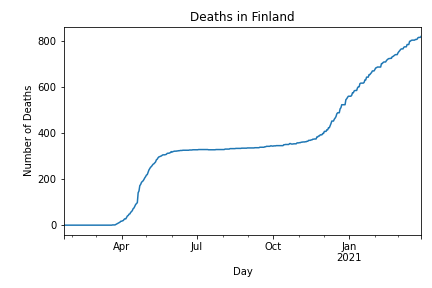 Deaths in Finland
Number of Deaths
800
600
400
200
0
Apr
Jul
Oct
Jan
2021
Day